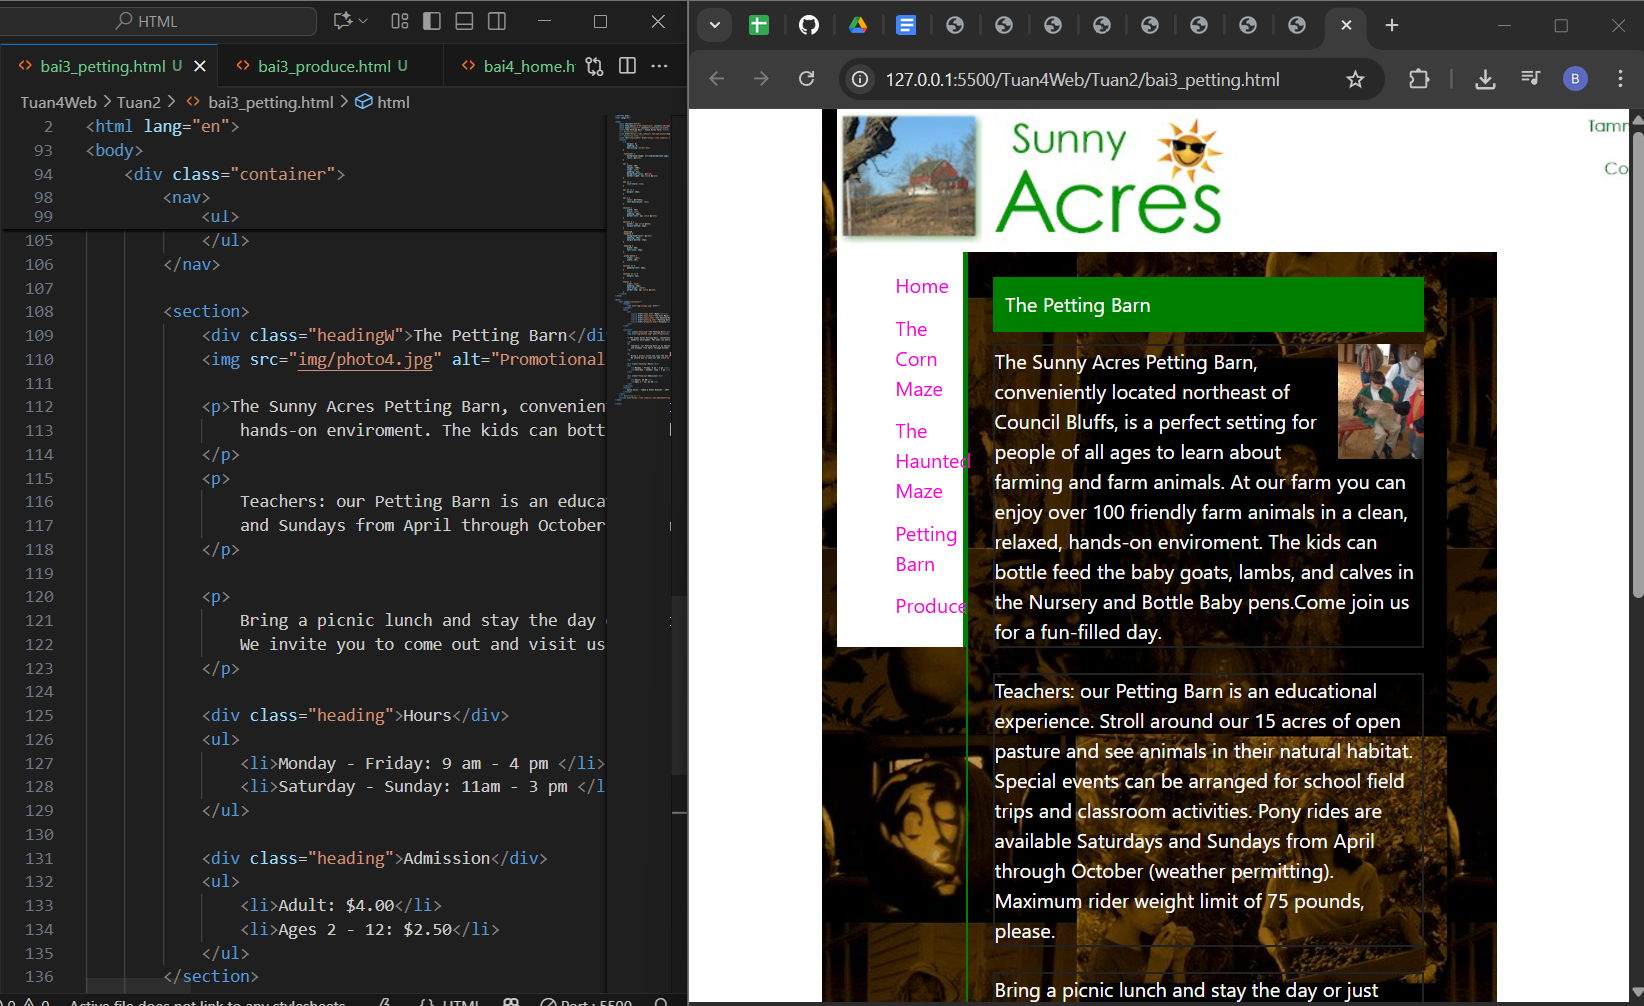 HTML
bai3_petting.html U
bai3_produce.html U
bai4_home.h
Tuan4Web > Tuan2 > bai3_petting.html > html
2 <html lang="en">
93 <body>
94 <div class="container">
98 <nav>
99 <ul>
105 </ul>
106 </nav>
107
108 <section>
109 <div class="headingW">The Petting Barn</di
110 <img src="img/photo4.jpg" alt="Promotional
111
112 <p>The Sunny Acres Petting Barn, convenien
113 hands-on enviroment. The kids can bott
114 </p>
115 <p>
116 Teachers: our Petting Barn is an educa
117 and Sundays from April through October
118 </p>
119
120 <p>
121 Bring a picnic lunch and stay the day
122 We invite you to come out and visit us
123 </p>
124
125 <div class="heading">Hours</div>
126 <ul>
127 <li>Monday - Friday: 9 am - 4 pm </li>
128 <li>Saturday - Sunday: 11am - 3 pm </l
129 </ul>
130
131 <div class="heading">Admission</div>
132 <ul>
133 <li>Adult: $4.00</li>
134 <li>Ages 2 - 12: $2.50</li>
135 </ul>
136 </section>
Active file does not link to any stylesheets
{} HTML
Port : 5500
127.0.0.1:5500/Tuan4Web/Tuan2/bai3_petting.html
B
Sunny
Acres
Tamm
Co
Home
The
Corn
Maze
The
Haunted
Maze
Petting
Barn
Produce
The Petting Barn
The Sunny Acres Petting Barn,
conveniently located northeast of
Council Bluffs, is a perfect setting for
people of all ages to learn about
farming and farm animals. At our farm you can
enjoy over 100 friendly farm animals in a clean,
relaxed, hands-on enviroment. The kids can
bottle feed the baby goats, lambs, and calves in
the Nursery and Bottle Baby pens.Come join us
for a fun-filled day.
Teachers: our Petting Barn is an educational
experience. Stroll around our 15 acres of open
pasture and see animals in their natural habitat.
Special events can be arranged for school field
trips and classroom activities. Pony rides are
available Saturdays and Sundays from April
through October (weather permitting).
Maximum rider weight limit of 75 pounds,
please.
Bring a picnic lunch and stay the day or just